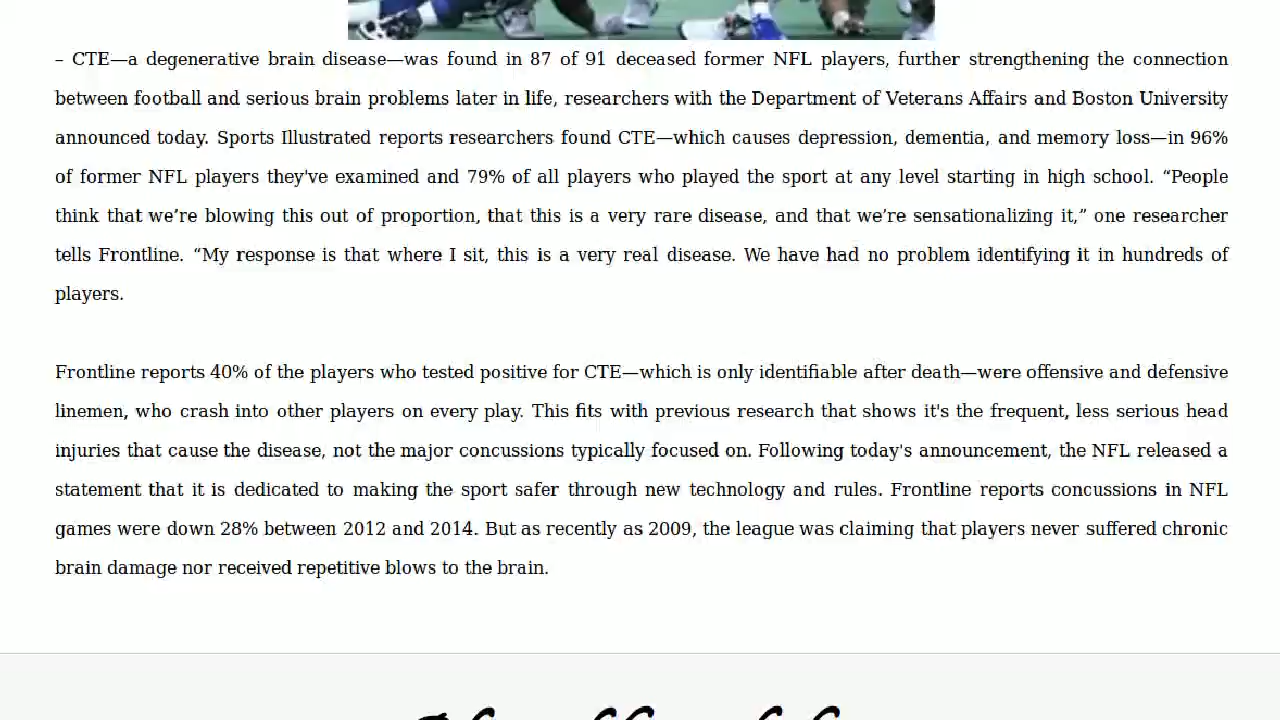 – CTE—a degenerative brain disease—was found in 87 of 91 deceased former NFL players, further strengthening the connection
between football and serious brain problems later in life, researchers with the Department of Veterans Affairs and Boston University
announced today. Sports Illustrated reports researchers found CTE—which causes depression, dementia, and memory loss—in 96%
of former NFL players they've examined and 79% of all players who played the sport at any level starting in high school. “People
think that we’re blowing this out of proportion, that this is a very rare disease, and that we’re sensationalizing it,” one researcher
tells Frontline. “My response is that where I sit, this is a very real disease. We have had no problem identifying it in hundreds of
players.
Frontline reports 40% of the players who tested positive for CTE—which is only identifiable after death—were offensive and defensive
linemen, who crash into other players on every play. This fits with previous research that shows it's the frequent, less serious head
injuries that cause the disease, not the major concussions typically focused on. Following today's announcement, the NFL released a
statement that it is dedicated to making the sport safer through new technology and rules. Frontline reports concussions in NFL
games were down 28% between 2012 and 2014. But as recently as 2009, the league was claiming that players never suffered chronic
brain damage nor received repetitive blows to the brain.